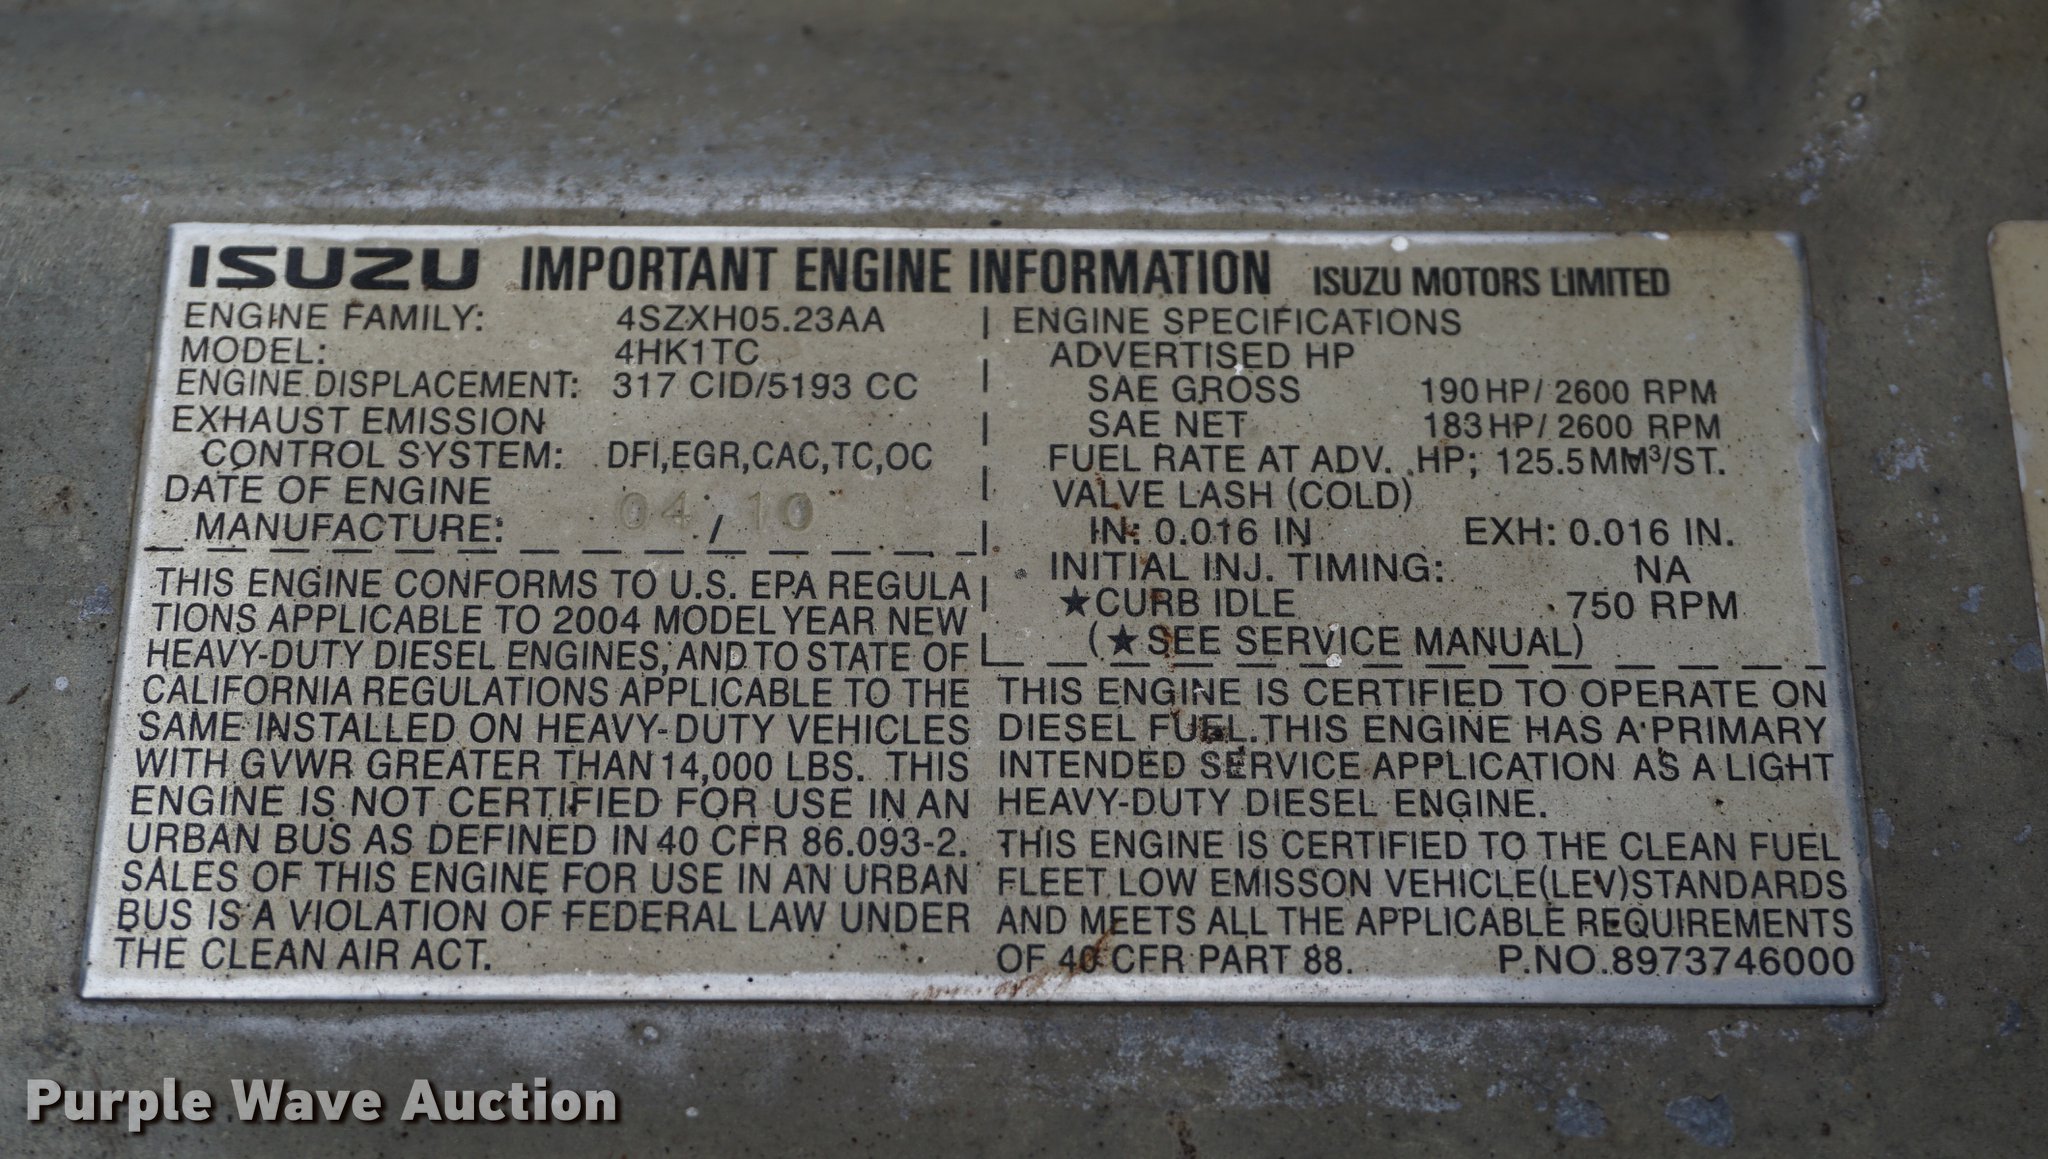 ISUZU IMPORTANT ENGINE INFORMATION ISUZU MOTORS LIMITED
ENGINE FAMILY: 4SZXH05.23AA
MODEL: 4HK1TC
ENGINE DISPLACEMENT: 317 CID/5193 CC
EXHAUST EMISSION
CONTROL SYSTEM: DFI,EGR,CAC,TC,OC
DATE OF ENGINE
MANUFACTURE: 04 / 10
THIS ENGINE CONFORMS TO U.S. EPA REGULA
TIONS APPLICABLE TO 2004 MODEL YEAR NEW
HEAVY-DUTY DIESEL ENGINES, AND TO STATE OF
CALIFORNIA REGULATIONS APPLICABLE TO THE
SAME INSTALLED ON HEAVY-DUTY VEHICLES
WITH GVWR GREATER THAN 14,000 LBS. THIS
ENGINE IS NOT CERTIFIED FOR USE IN AN
URBAN BUS AS DEFINED IN 40 CFR 86.093-2.
SALES OF THIS ENGINE FOR USE IN AN URBAN
BUS IS A VIOLATION OF FEDERAL LAW UNDER
THE CLEAN AIR ACT.
ENGINE SPECIFICATIONS
ADVERTISED HP
SAE GROSS 190 HP/ 2600 RPM
SAE NET 183 HP/ 2600 RPM
FUEL RATE AT ADV. HP; 125.5 MM³/ST.
VALVE LASH (COLD)
IN: 0.016 IN EXH: 0.016 IN.
INITIAL INJ. TIMING: NA
★CURB IDLE 750 RPM
(★SEE SERVICE MANUAL)
THIS ENGINE IS CERTIFIED TO OPERATE ON
DIESEL FUEL. THIS ENGINE HAS A PRIMARY
INTENDED SERVICE APPLICATION AS A LIGHT
HEAVY-DUTY DIESEL ENGINE.
THIS ENGINE IS CERTIFIED TO THE CLEAN FUEL
FLEET LOW EMISSON VEHICLE(LEV)STANDARDS
AND MEETS ALL THE APPLICABLE REQUIREMENTS
OF 40 CFR PART 88. P.NO.8973746000
Purple Wave Auction